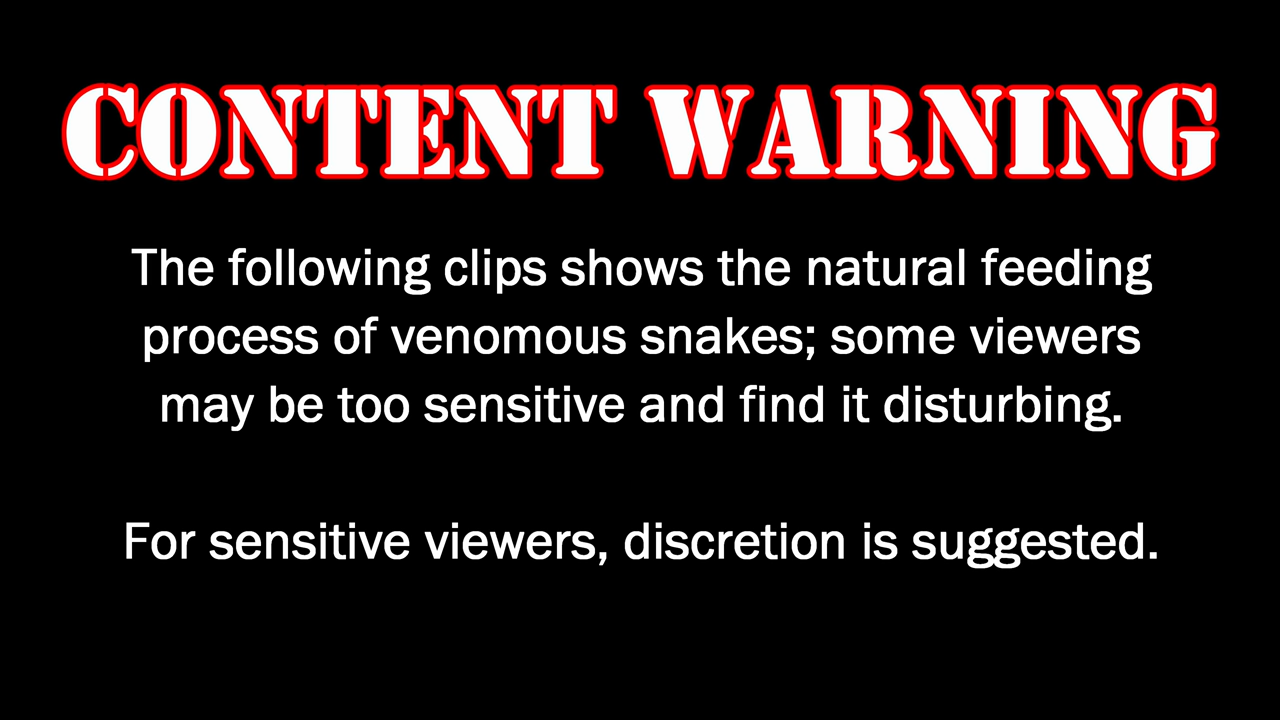 CONTENT WARNING
The following clips shows the natural feeding
process of venomous snakes; some viewers
may be too sensitive and find it disturbing.
For sensitive viewers, discretion is suggested.